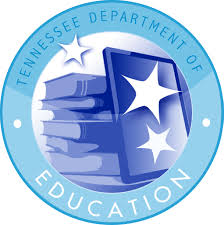 TENNESSEE DEPARTMENT OF
EDUCATION